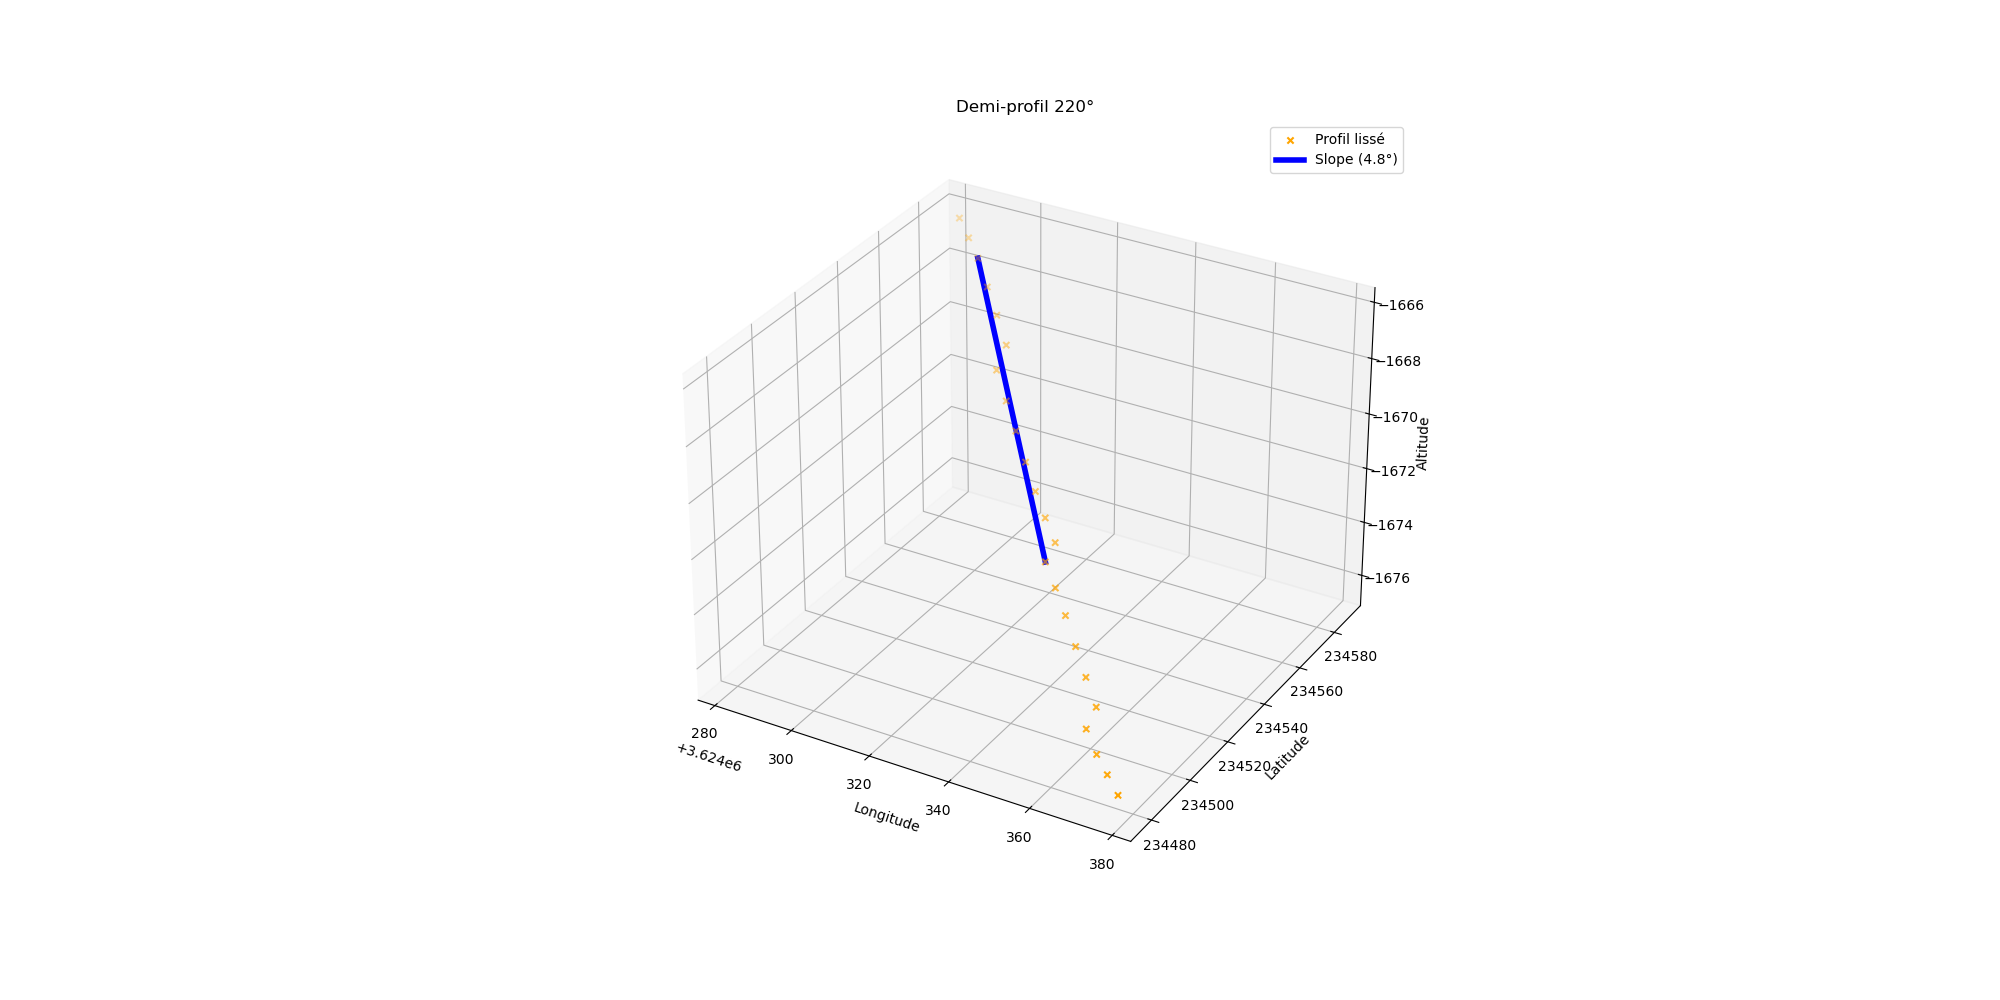 Demi-profil 220°
Profil lissé
Slope (4.8°)
−1666
−1668
−1670
−1672
−1674
−1676
Altitude
280
300
320
340
360
380
+3.624e6
Longitude
234580
234560
234540
234520
234500
234480
Latitude